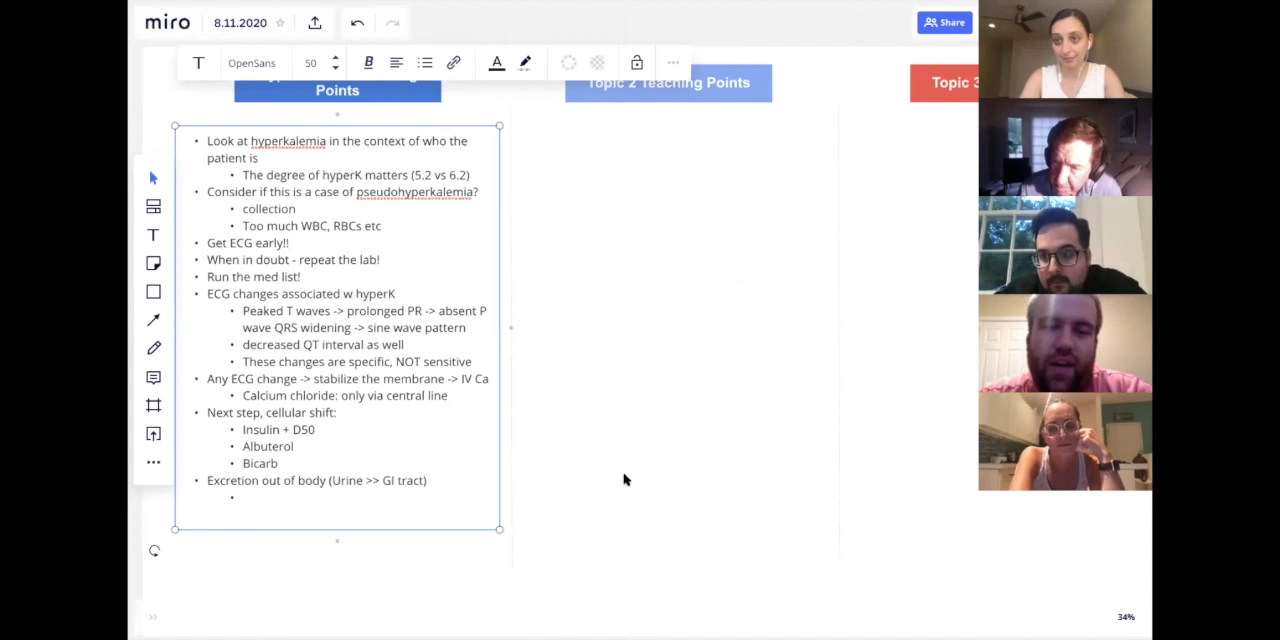 miro
8.11.2020
Share
OpenSans
50
B
A
Points
Topic 2 Teaching Points
Topic 3
Look at hyperkalemia in the context of who the
patient is
The degree of hyperK matters (5.2 vs 6.2)
Consider if this is a case of pseudohyperkalemia?
collection
Too much WBC, RBCs etc
Get ECG early!!
When in doubt - repeat the lab!
Run the med list!
ECG changes associated w hyperK
Peaked T waves -> prolonged PR -> absent P
wave QRS widening -> sine wave pattern
decreased QT interval as well
These changes are specific, NOT sensitive
Any ECG change -> stabilize the membrane -> IV Ca
Calcium chloride: only via central line
Next step, cellular shift:
Insulin + D50
Albuterol
Bicarb
Excretion out of body (Urine >> GI tract)
34%